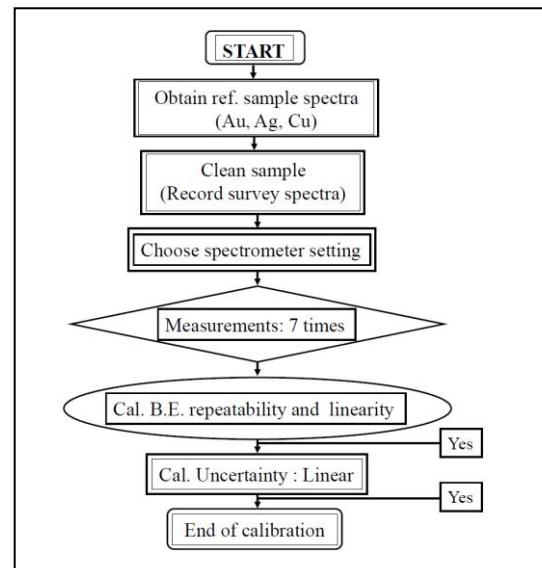 START
Obtain ref. sample spectra
(Au, Ag, Cu)
Clean sample
(Record survey spectra)
Choose spectrometer setting
Measurements: 7 times
Cal. B.E. repeatability and linearity
Yes
Cal. Uncertainty : Linear
Yes
End of calibration